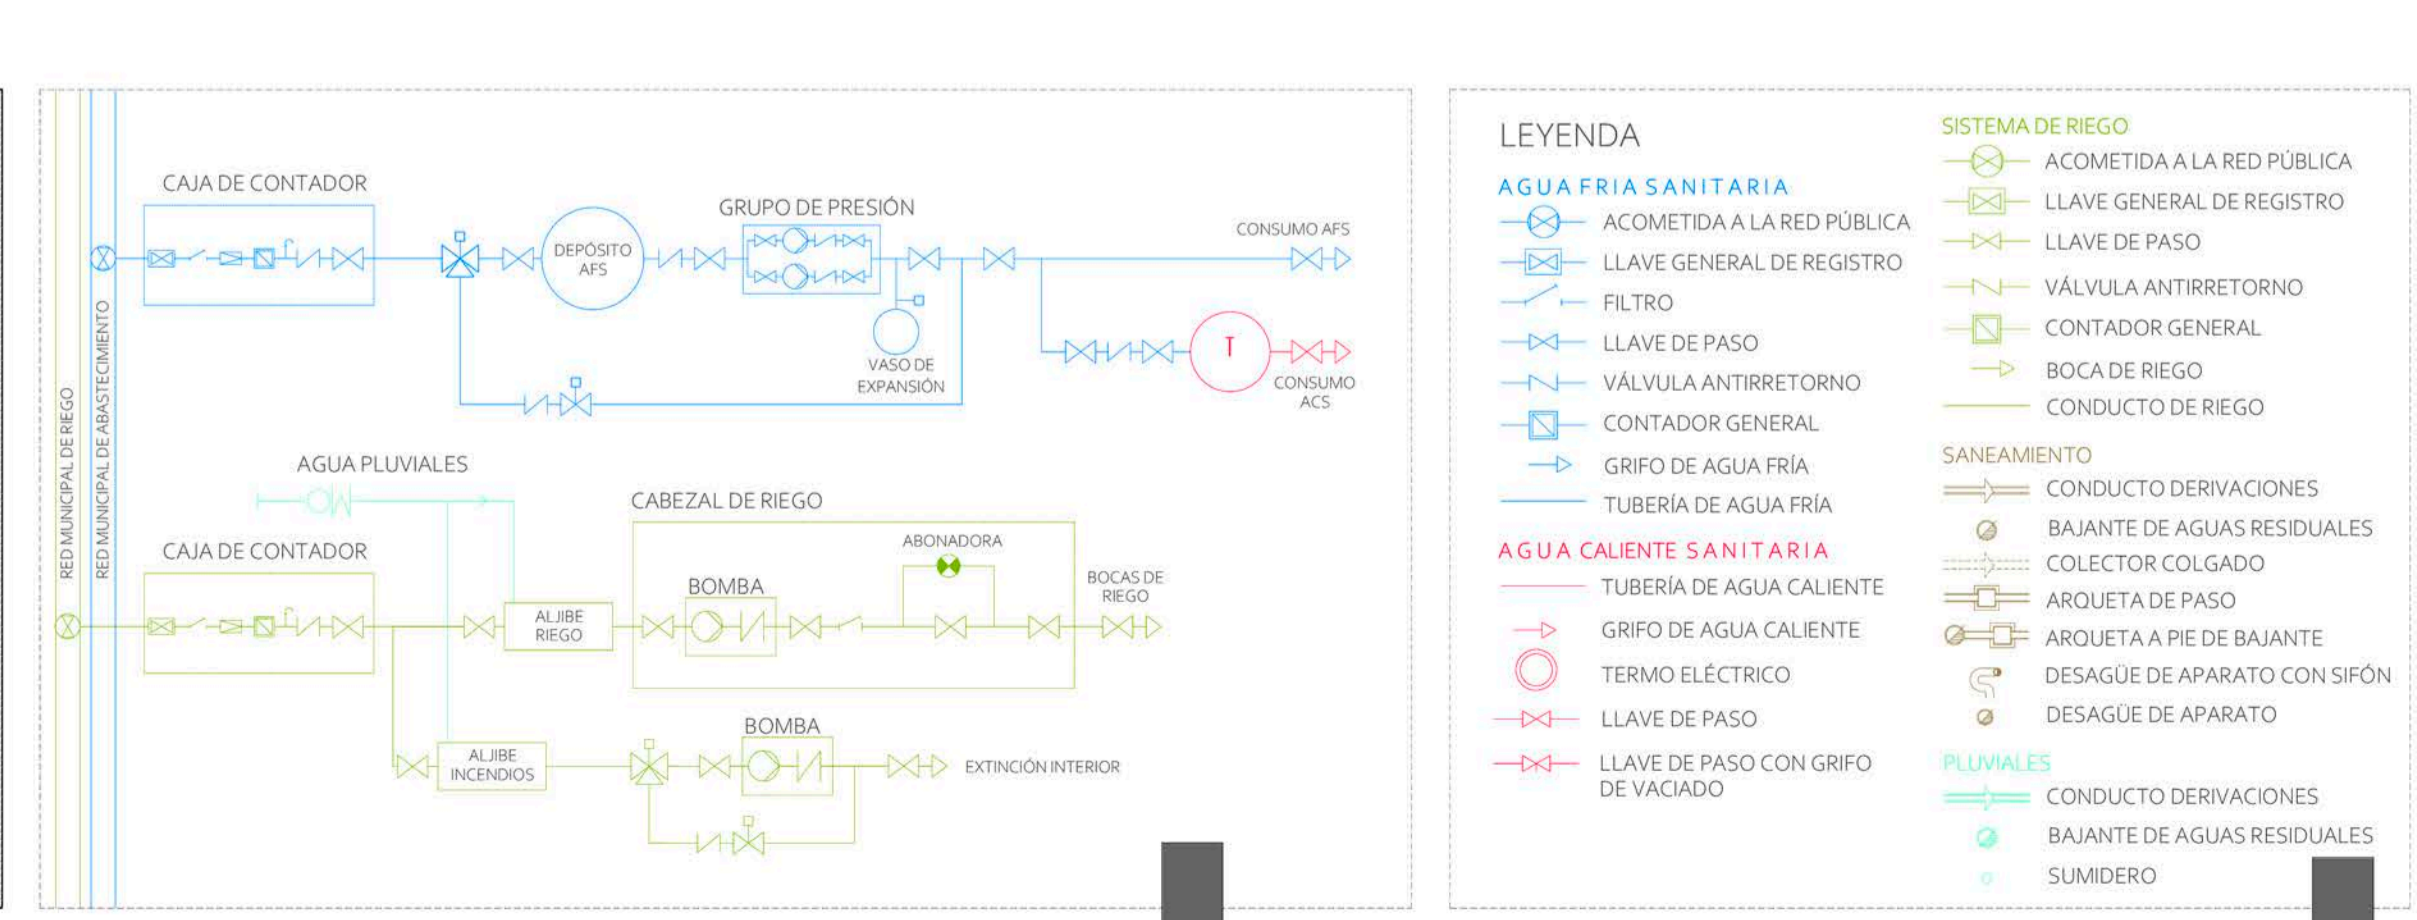 CAJA DE CONTADOR
GRUPO DE PRESIÓN
DEPÓSITO
AFS
CONSUMO AFS
VASO DE
EXPANSIÓN
T
CONSUMO
ACS
RED MUNICIPAL DE RIEGO
RED MUNICIPAL DE ABASTECIMIENTO
AGUA PLUVIALES
CAJA DE CONTADOR
CABEZAL DE RIEGO
ABONADORA
BOMBA
BOCAS DE
RIEGO
ALJIBE
RIEGO
BOMBA
ALJIBE
INCENDIOS
EXTINCIÓN INTERIOR
LEYENDA
AGUA FRIA SANITARIA
ACOMETIDA A LA RED PÚBLICA
LLAVE GENERAL DE REGISTRO
FILTRO
LLAVE DE PASO
VÁLVULA ANTIRRETORNO
CONTADOR GENERAL
GRIFO DE AGUA FRÍA
TUBERÍA DE AGUA FRÍA
AGUA CALIENTE SANITARIA
TUBERÍA DE AGUA CALIENTE
GRIFO DE AGUA CALIENTE
TERMO ELÉCTRICO
LLAVE DE PASO
LLAVE DE PASO CON GRIFO
DE VACIADO
SISTEMA DE RIEGO
ACOMETIDA A LA RED PÚBLICA
LLAVE GENERAL DE REGISTRO
LLAVE DE PASO
VÁLVULA ANTIRRETORNO
CONTADOR GENERAL
BOCA DE RIEGO
CONDUCTO DE RIEGO
SANEAMIENTO
CONDUCTO DERIVACIONES
BAJANTE DE AGUAS RESIDUALES
COLECTOR COLGADO
ARQUETA DE PASO
ARQUETA A PIE DE BAJANTE
DESAGÜE DE APARATO CON SIFÓN
DESAGÜE DE APARATO
PLUVIALES
CONDUCTO DERIVACIONES
BAJANTE DE AGUAS RESIDUALES
SUMIDERO